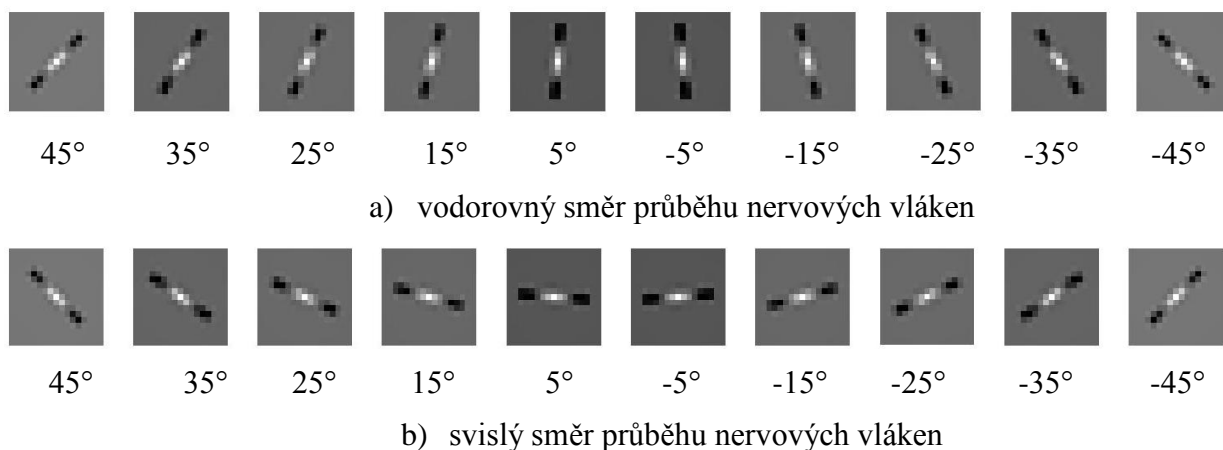 45° 35° 25° 15° 5° -5° -15° -25° -35° -45°
a) vodorovný směr průběhu nervových vláken
45° 35° 25° 15° 5° -5° -15° -25° -35° -45°
b) svislý směr průběhu nervových vláken